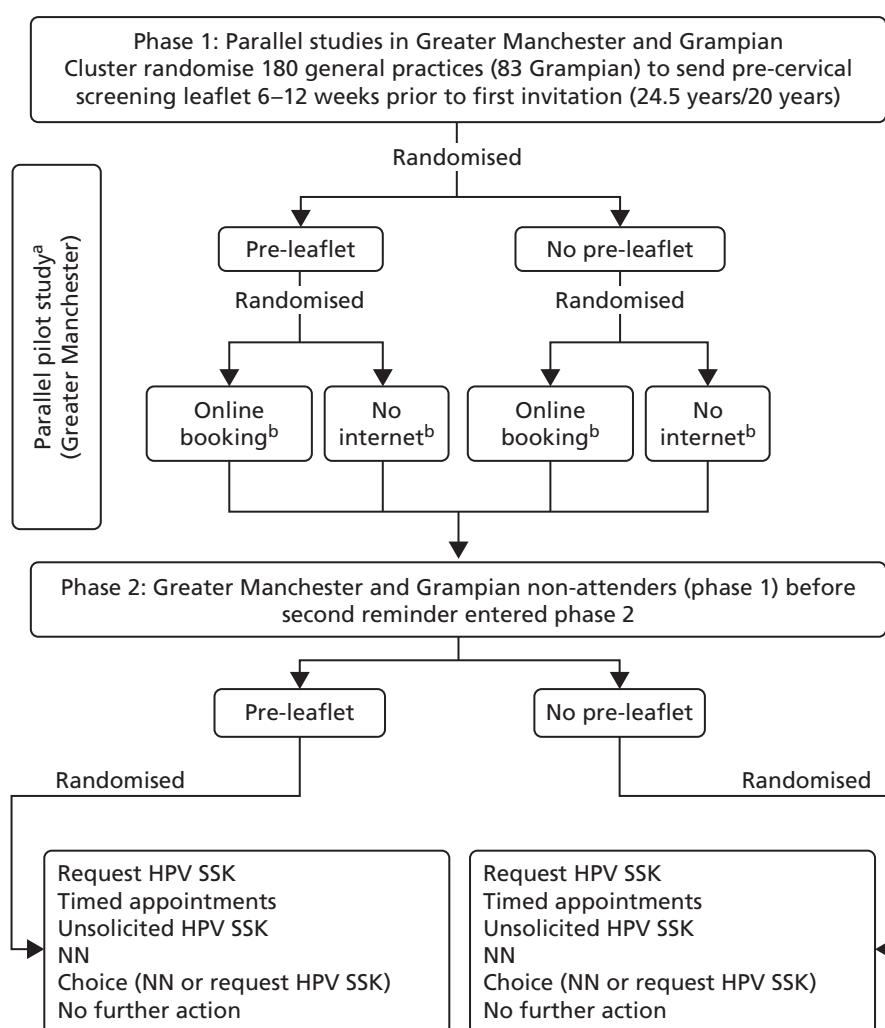 Phase 1: Parallel studies in Greater Manchester and Grampian
Cluster randomise 180 general practices (83 Grampian) to send pre-cervical
screening leaflet 6–12 weeks prior to first invitation (24.5 years/20 years)
Randomised
Parallel pilot studyᵃ
(Greater Manchester)
Pre-leaflet
No pre-leaflet
Randomised
Randomised
Online
bookingᵇ
No
internetᵇ
Online
bookingᵇ
No
internetᵇ
Phase 2: Greater Manchester and Grampian non-attenders (phase 1) before
second reminder entered phase 2
Pre-leaflet
No pre-leaflet
Randomised
Randomised
Request HPV SSK
Timed appointments
Unsolicited HPV SSK
NN
Choice (NN or request HPV SSK)
No further action
Request HPV SSK
Timed appointments
Unsolicited HPV SSK
NN
Choice (NN or request HPV SSK)
No further action